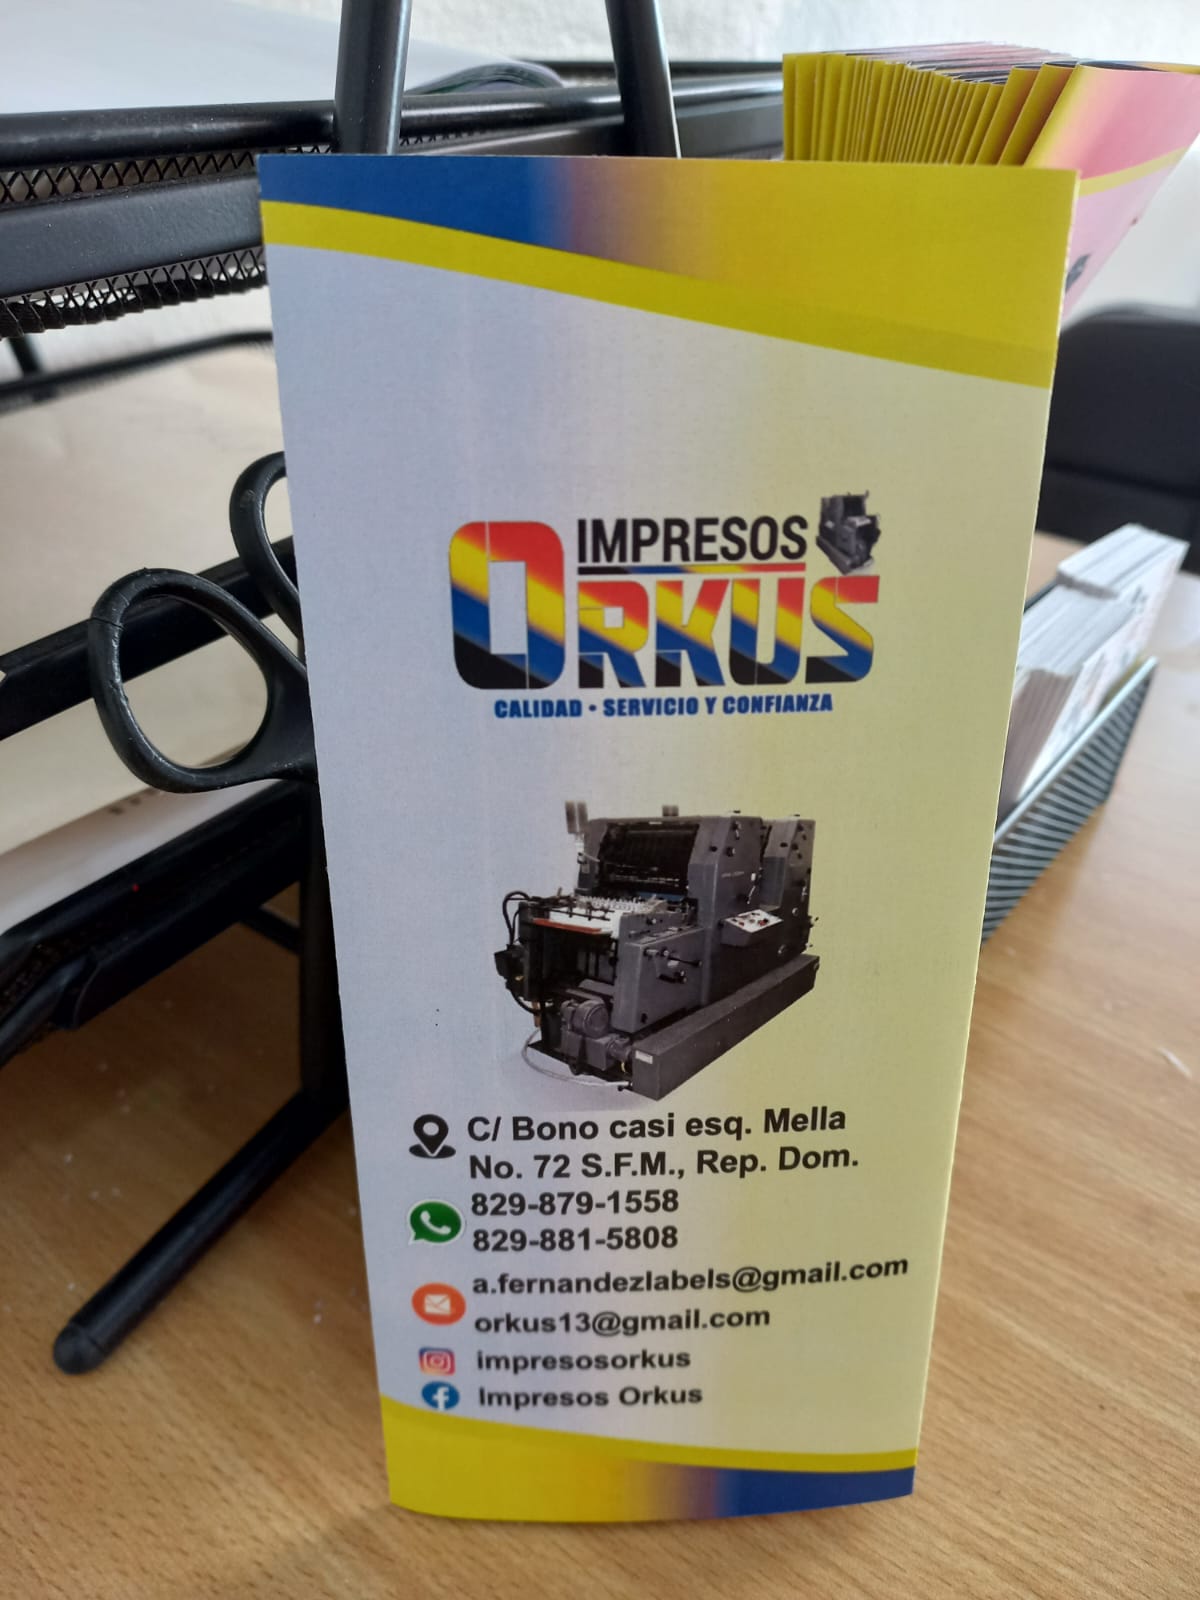 IMPRESOS
ORKUS
CALIDAD • SERVICIO Y CONFIANZA
C/ Bono casi esq. Mella
No. 72 S.F.M., Rep. Dom.
829-879-1558
829-881-5808
a.fernandezlabels@gmail.com
orkus13@gmail.com
impresosorkus
Impresos Orkus